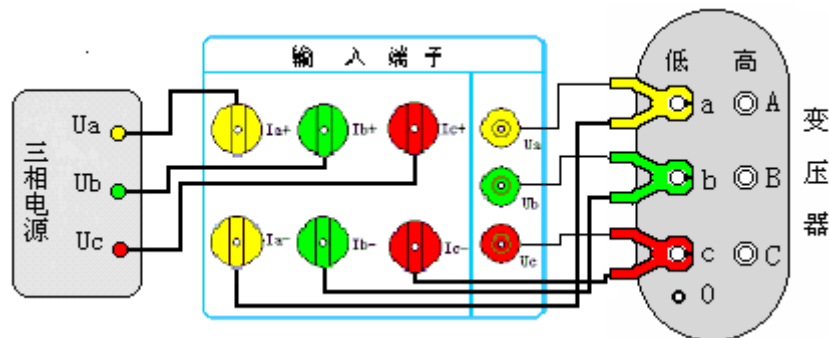 三相电源
Ua
Ub
Uc
输入端子
Ia+
Ib+
Ic+
Ia-
Ib-
Ic-
Ua
Ub
Uc
低 高
a A
b B
c C
0
变压器